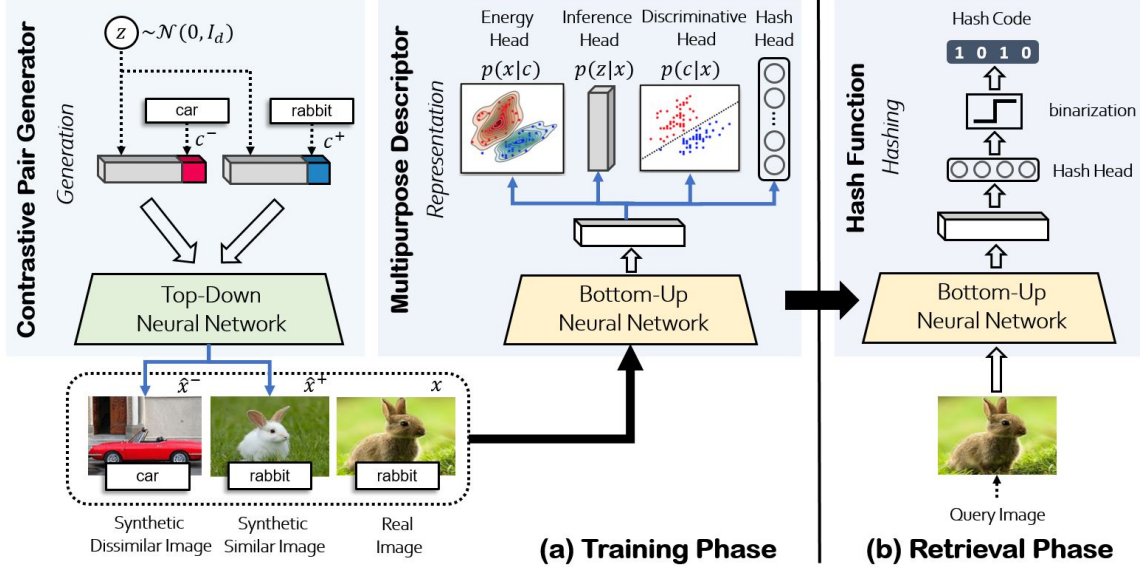 Contrastive Pair Generator
Generation
z ~𝒩(0, I_d)
car
rabbit
c⁻
c⁺
Top-Down
Neural Network
x̂⁻
x̂⁺
x
car
rabbit
rabbit
Synthetic
Dissimilar Image
Synthetic
Similar Image
Real
Image
Multipurpose Descriptor
Representation
Energy
Head
p(x|c)
Inference
Head
p(z|x)
Discriminative
Head
p(c|x)
Hash
Head
Bottom-Up
Neural Network
(a) Training Phase
Hash Function
Hashing
Hash Code
1 0 1 0
binarization
Hash Head
Bottom-Up
Neural Network
Query Image
(b) Retrieval Phase